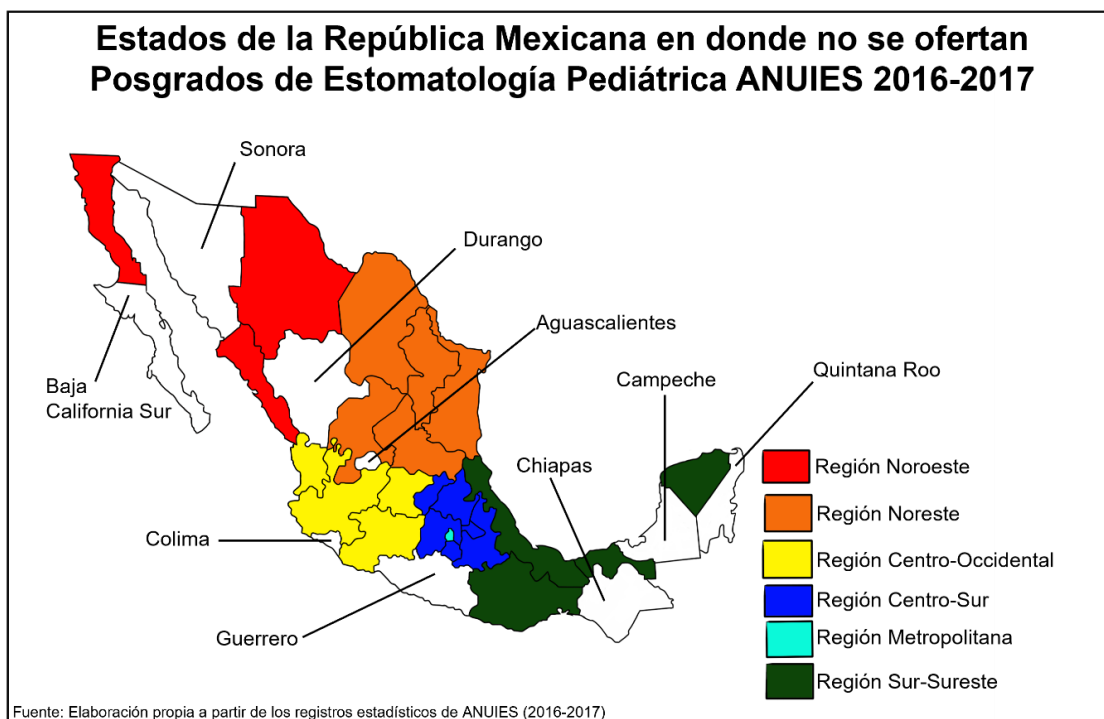 Estados de la República Mexicana en donde no se ofertan
Posgrados de Estomatología Pediátrica ANUIES 2016-2017
Sonora
Durango
Aguascalientes
Campeche
Quintana Roo
Baja
California Sur
Chiapas
Colima
Guerrero
Región Noroeste
Región Noreste
Región Centro-Occidental
Región Centro-Sur
Región Metropolitana
Región Sur-Sureste
Fuente: Elaboración propia a partir de los registros estadísticos de ANUIES (2016-2017)